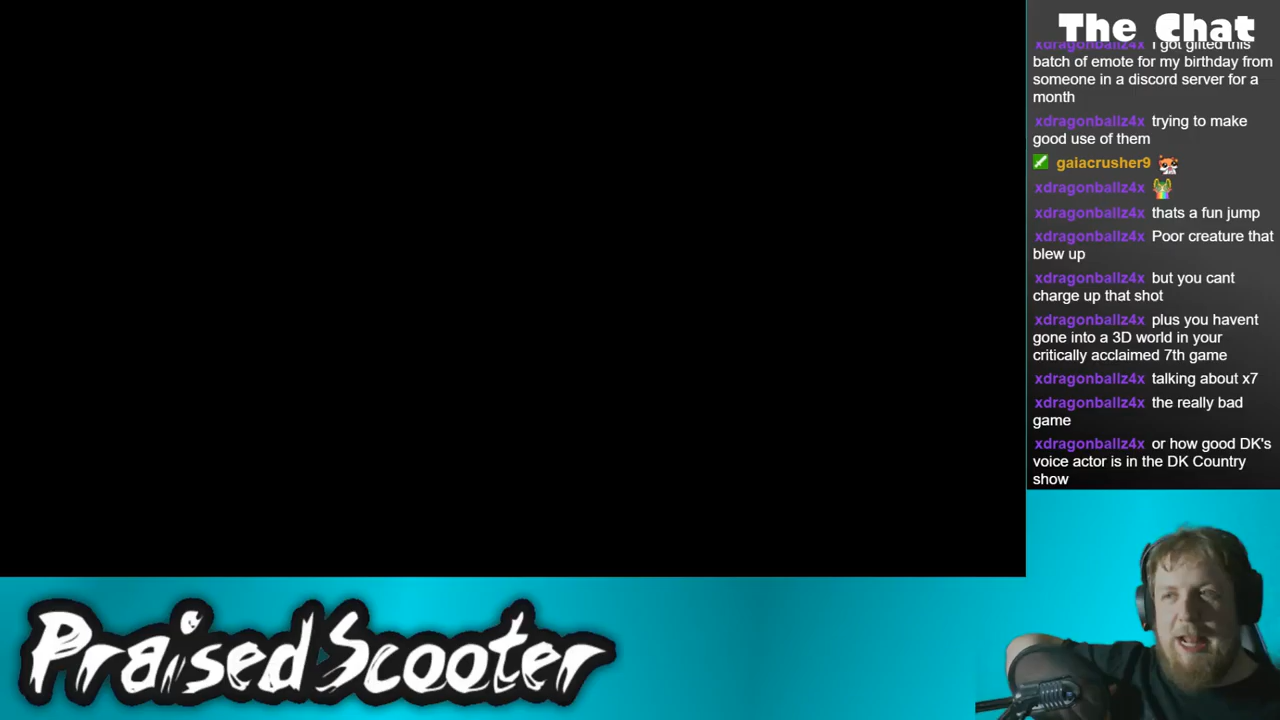 The Chat
xdragonballz4x I got gifted this
batch of emote for my birthday from
someone in a discord server for a
month
xdragonballz4x trying to make
good use of them
gaiacrusher9
xdragonballz4x
xdragonballz4x thats a fun jump
xdragonballz4x Poor creature that
blew up
xdragonballz4x but you cant
charge up that shot
xdragonballz4x plus you havent
gone into a 3D world in your
critically acclaimed 7th game
xdragonballz4x talking about x7
xdragonballz4x the really bad
game
xdragonballz4x or how good DK's
voice actor is in the DK Country
show
PraisedScooter